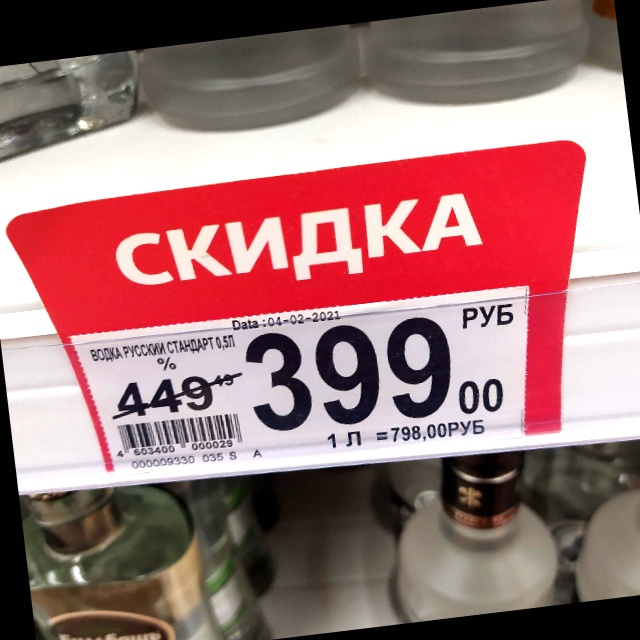 СКИДКА
Data :04-02-2021
ВОДКА РУССКИЙ СТАНДАРТ 0,5Л
%
449 49
399 00
РУБ
4 603400 000029
1 Л =798,00РУБ
000009330 035 S A